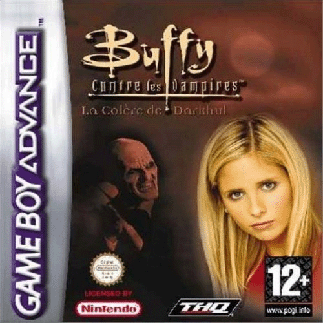 GAME BOY ADVANCE
Buffy
Contre les Vampires
La Colère de Darkhul
LICENSED BY
Nintendo
THQ
12+
www.pegi.info